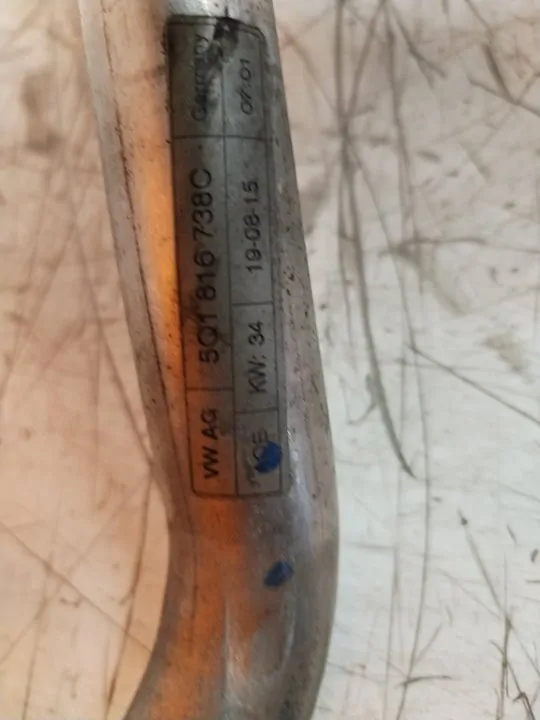 VW AG 5Q1 816 738C Germany
KW: 34 19-08-15 07:01